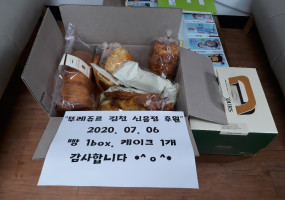 "뚜레쥬르 김천 신음점 후원"
2020. 07. 06
빵 1box, 케이크 1개
감사합니다 *^o^*